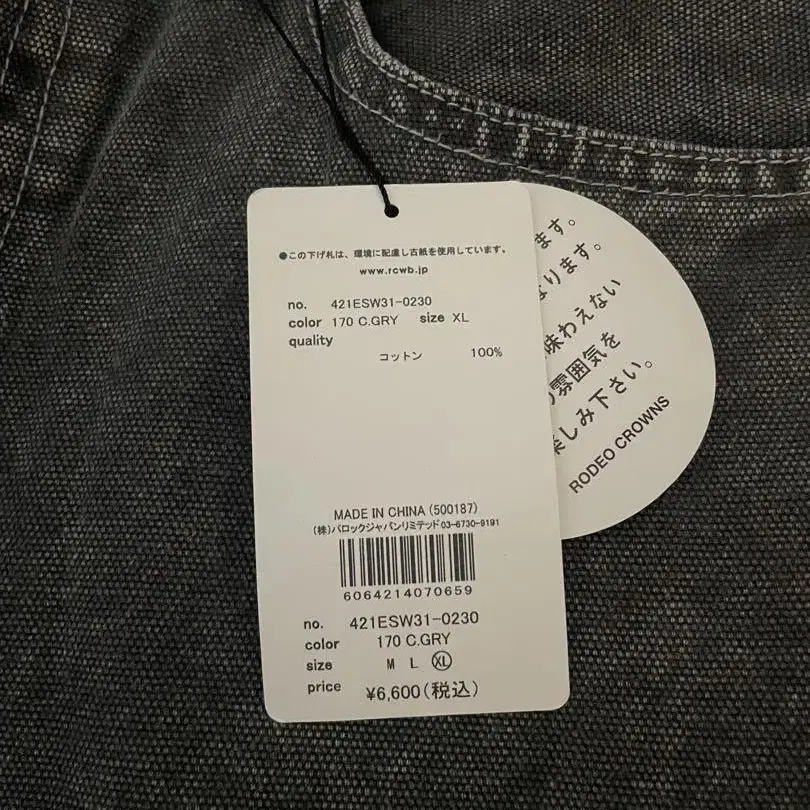 ●この下げ札は、環境に配慮し古紙を使用しています。
www.rcwb.jp
no. 421ESW31-0230
color 170 C.GRY size XL
quality
コットン 100%
MADE IN CHINA (500187)
(株)バロックジャパンリミテッド03-6730-9191
6064214070659
no. 421ESW31-0230
color 170 C.GRY
size M L XL
price ¥6,600(税込)
ます。
なります。
味わえない
の雰囲気を
楽しみ下さい。
RODEO CROWNS